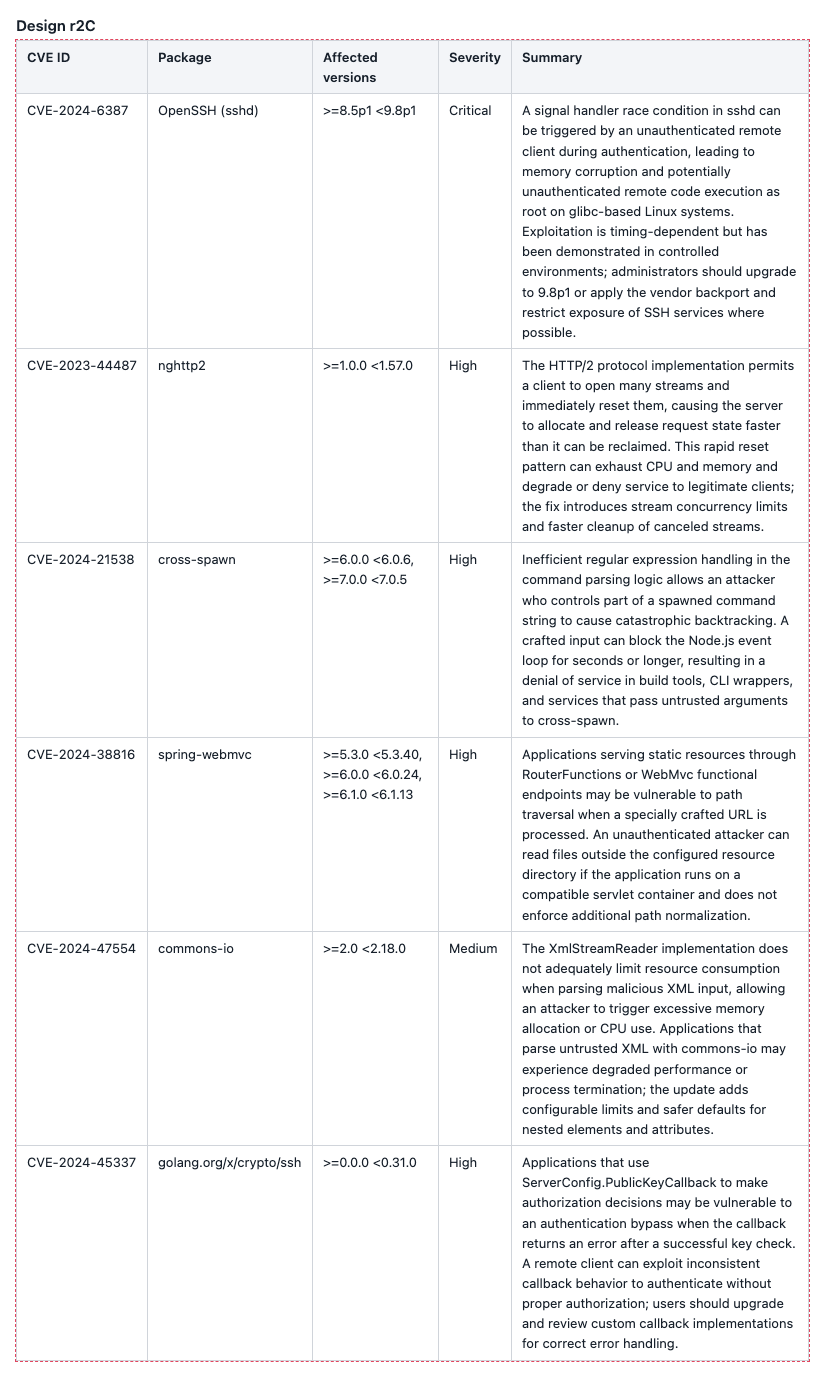 Design r2C
CVE ID
Package
Affected
versions
Severity
Summary
CVE-2024-6387
OpenSSH (sshd)
>=8.5p1 <9.8p1
Critical
A signal handler race condition in sshd can
be triggered by an unauthenticated remote
client during authentication, leading to
memory corruption and potentially
unauthenticated remote code execution as
root on glibc-based Linux systems.
Exploitation is timing-dependent but has
been demonstrated in controlled
environments; administrators should upgrade
to 9.8p1 or apply the vendor backport and
restrict exposure of SSH services where
possible.
CVE-2023-44487
nghttp2
>=1.0.0 <1.57.0
High
The HTTP/2 protocol implementation permits
a client to open many streams and
immediately reset them, causing the server
to allocate and release request state faster
than it can be reclaimed. This rapid reset
pattern can exhaust CPU and memory and
degrade or deny service to legitimate clients;
the fix introduces stream concurrency limits
and faster cleanup of canceled streams.
CVE-2024-21538
cross-spawn
>=6.0.0 <6.0.6,
>=7.0.0 <7.0.5
High
Inefficient regular expression handling in the
command parsing logic allows an attacker
who controls part of a spawned command
string to cause catastrophic backtracking. A
crafted input can block the Node.js event
loop for seconds or longer, resulting in a
denial of service in build tools, CLI wrappers,
and services that pass untrusted arguments
to cross-spawn.
CVE-2024-38816
spring-webmvc
>=5.3.0 <5.3.40,
>=6.0.0 <6.0.24,
>=6.1.0 <6.1.13
High
Applications serving static resources through
RouterFunctions or WebMvc functional
endpoints may be vulnerable to path
traversal when a specially crafted URL is
processed. An unauthenticated attacker can
read files outside the configured resource
directory if the application runs on a
compatible servlet container and does not
enforce additional path normalization.
CVE-2024-47554
commons-io
>=2.0 <2.18.0
Medium
The XmlStreamReader implementation does
not adequately limit resource consumption
when parsing malicious XML input, allowing
an attacker to trigger excessive memory
allocation or CPU use. Applications that
parse untrusted XML with commons-io may
experience degraded performance or
process termination; the update adds
configurable limits and safer defaults for
nested elements and attributes.
CVE-2024-45337
golang.org/x/crypto/ssh
>=0.0.0 <0.31.0
High
Applications that use
ServerConfig.PublicKeyCallback to make
authorization decisions may be vulnerable to
an authentication bypass when the callback
returns an error after a successful key check.
A remote client can exploit inconsistent
callback behavior to authenticate without
proper authorization; users should upgrade
and review custom callback implementations
for correct error handling.